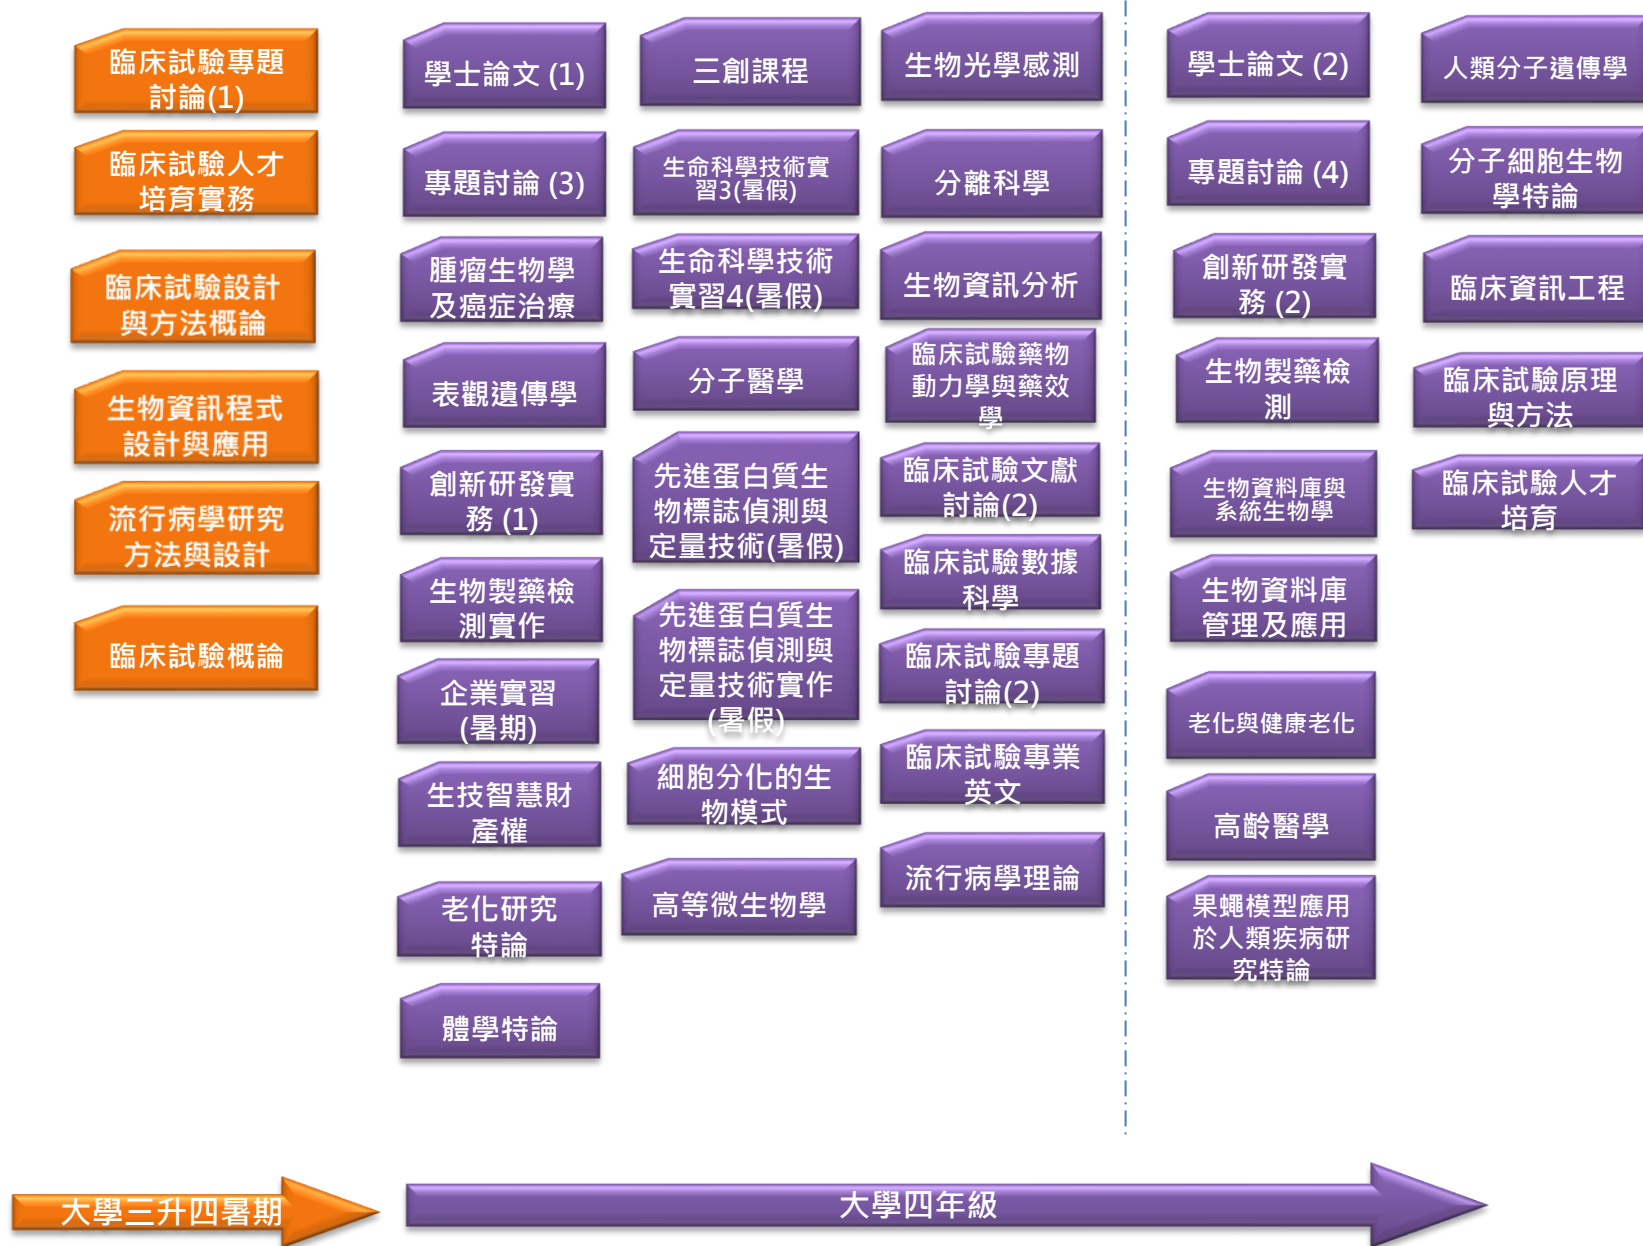 臨床試驗專題
討論(1)
臨床試驗人才
培育實務
臨床試驗設計
與方法概論
生物資訊程式
設計與應用
流行病學研究
方法與設計
臨床試驗概論
學士論文 (1)
專題討論 (3)
腫瘤生物學
及癌症治療
表觀遺傳學
創新研發實
務 (1)
生物製藥檢
測實作
企業實習
(暑期)
生技智慧財
產權
老化研究
特論
體學特論
三創課程
生命科學技術實
習3(暑假)
生命科學技術
實習4(暑假)
分子醫學
先進蛋白質生
物標誌偵測與
定量技術(暑假)
先進蛋白質生
物標誌偵測與
定量技術實作
(暑假)
細胞分化的生
物模式
高等微生物學
生物光學感測
分離科學
生物資訊分析
臨床試驗藥物
動力學與藥效
學
臨床試驗文獻
討論(2)
臨床試驗數據
科學
臨床試驗專題
討論(2)
臨床試驗專業
英文
流行病學理論
學士論文 (2)
專題討論 (4)
創新研發實
務 (2)
生物製藥檢
測
生物資料庫與
系統生物學
生物資料庫
管理及應用
老化與健康老化
高齡醫學
果蠅模型應用
於人類疾病研
究特論
人類分子遺傳學
分子細胞生物
學特論
臨床資訊工程
臨床試驗原理
與方法
臨床試驗人才
培育
大學三升四暑期
大學四年級